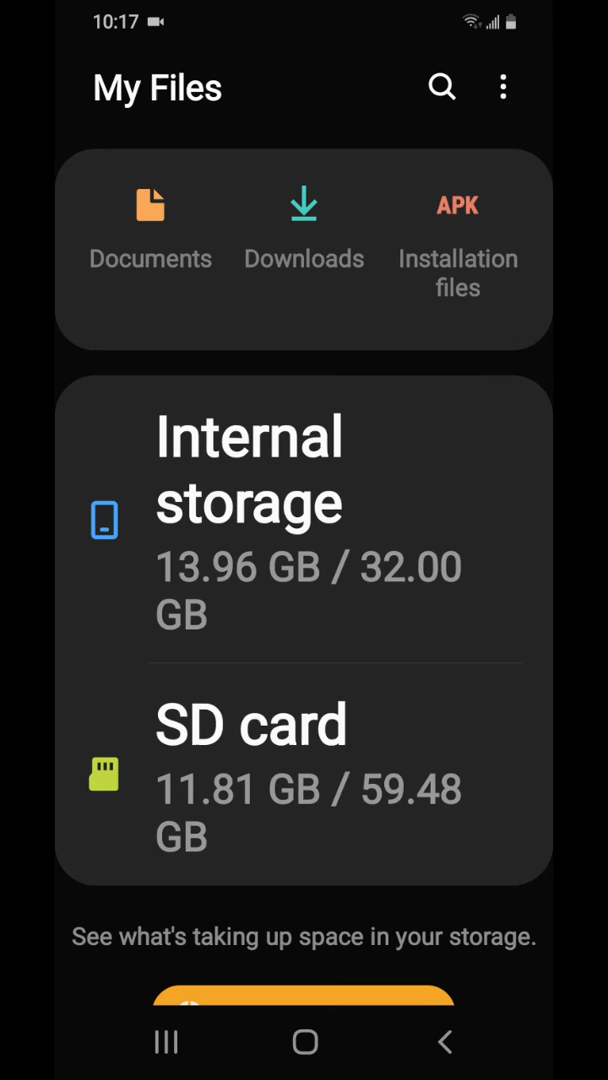 10:17
My Files
APK
Documents
Downloads
Installation
files
Internal
storage
13.96 GB / 32.00
GB
SD card
11.81 GB / 59.48
GB
See what's taking up space in your storage.